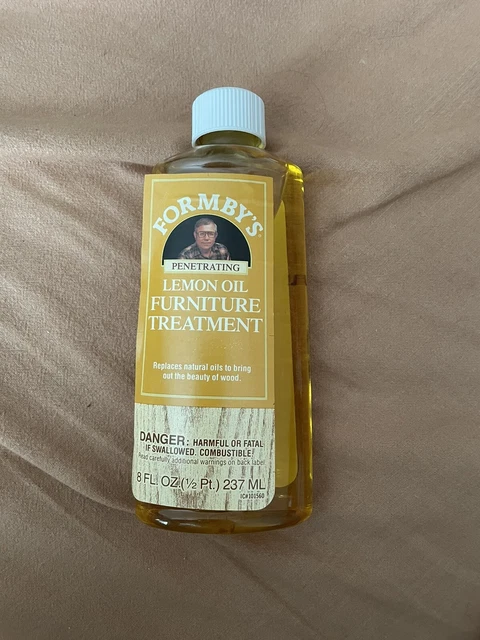 FORMBY'S
PENETRATING
LEMON OIL
FURNITURE
TREATMENT
Replaces natural oils to bring
out the beauty of wood.
DANGER: HARMFUL OR FATAL
IF SWALLOWED. COMBUSTIBLE!
ead carefully additional warnings on back label
8 FL. OZ. (½ Pt.) 237 ML